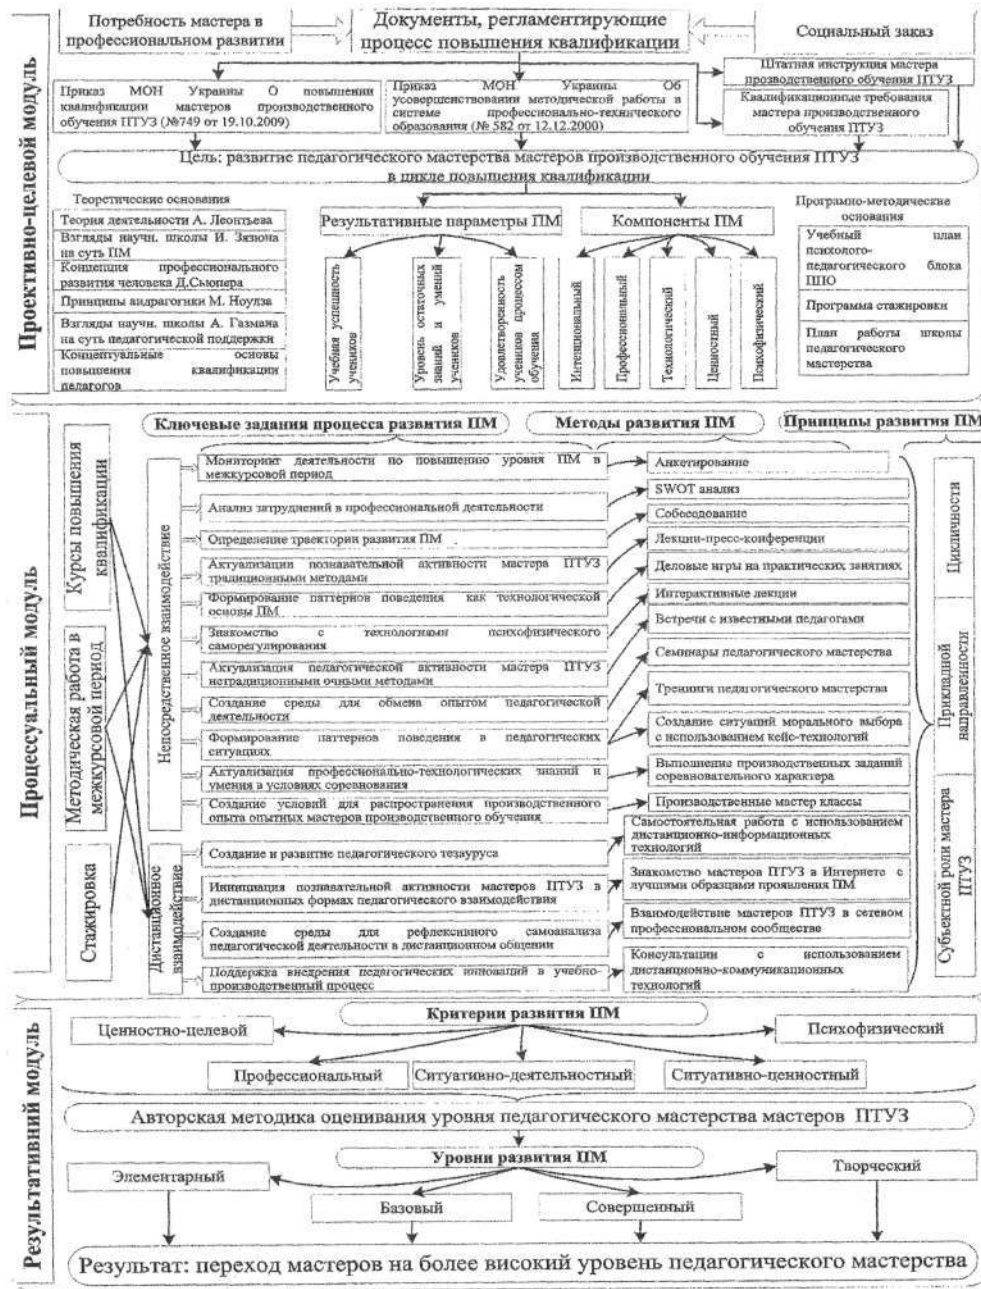 Проективно-целевой модуль
Потребность мастера в
профессиональном развитии
Документы, регламентирующие
процесс повышения квалификации
Социальный заказ
Приказ МОН Украины О повышении
квалификации мастеров производственного
обучения ПТУЗ (№749 от 19.10.2009)
Приказ МОН Украины Об
усовершенствовании методической работы в
системе профессионально-технического
образования (№ 582 от 12.12.2000)
Штатная инструкция мастера
прозводственного обучения ПТУЗ
Квалификационные требования
мастера производственного
обучения ПТУЗ
Цель: развитие педагогического мастерства мастеров производственного обучения ПТУЗ
в цикле повышения квалификации
Теоретические основания
Теория деятельности А. Леонтьева
Взгляды научн. школы И. Зязюна
на суть ПМ
Концепция профессионального
развития человека Д.Сьюпера
Принципы андрагогики М. Ноулза
Взгляды научн. школы А. Газмана
на суть педагогической поддержки
Концептуальные основы
повышения квалификации
педагогов
Результативные параметры ПМ
Учебная успешность
учеников
Уровень остаточных
знаний и умений
учеников
Удовлетворенность
учеников процессом
обучения
Компоненты ПМ
Интенциональный
Профессиональный
Технологический
Ценностный
Психофизический
Програмно-методические
основания
Учебный план
психолого-
педагогического блока
ППО
Программа стажировки
План работы школы
педагогического
мастерства
Процессуальный модуль
Ключевые задания процесса развития ПМ
Методы развития ПМ
Принципы развития ПМ
Курсы повышения
квалификации
Методическая работа в
межкурсовой период
Стажировка
Непосредственное взаимодействие
Дистанционное
взаимодействие
Мониторинг деятельности по повышению уровня ПМ в
межкурсовой период
Анализ затруднений в профессиональной деятельности
Определение траектории развития ПМ
Актуализации познавательной активности мастера ПТУЗ
традиционными методами
Формирование паттернов поведения как технологической
основы ПМ
Знакомство с технологиями психофизического
саморегулирования
Актуализации педагогической активности мастера ПТУЗ
нетрадиционными очными методами
Создание среды для обмена опытом педагогической
деятельности
Формирование паттернов поведения в педагогических
ситуациях
Актуализации профессионально-технологических знаний и
умения в условиях соревнования
Создание условий для распространения производственного
опыта опытных мастеров производственного обучения
Создание и развитие педагогического тезауруса
Инициация познавательной активности мастеров ПТУЗ в
дистанционных формах педагогического взаимодействия
Создание среды для рефлексивного самоанализа
педагогической деятельности в дистанционном общении
Поддержка внедрения педагогических инноваций в учебно-
производственный процесс
Анкетирование
SWOT анализ
Собеседование
Лекции-пресс-конференции
Деловые игры на практических занятиях
Интерактивные лекции
Встречи с известными педагогами
Семинары педагогического мастерства
Тренинги педагогического мастерства
Создание ситуаций морального выбора
с использованием кейс-технологий
Выполнение производственных заданий
соревновательного характера
Производственные мастер классы
Самостоятельная работа с использованием
дистанционно-информационных
технологий
Знакомство мастеров ПТУЗ в Интернете с
лучшими образцами проявления ПМ
Взаимодействие мастеров ПТУЗ в сетевом
профессиональном сообществе
Консультации с использованием
дистанционно-коммуникационных
технологий
Цикличности
Прикладной
направленности
Субъектной роли мастера
ПТУЗ
Результативний модуль
Критерии развития ПМ
Ценностно-целевой
Психофизический
Профессиональный
Ситуативно-деятельностный
Ситуативно-ценностный
Авторская методика оценивания уровня педагогического мастерства мастеров ПТУЗ
Уровни развития ПМ
Элементарный
Творческий
Базовый
Совершенный
Результат: переход мастеров на более високий уровень педагогического мастерства